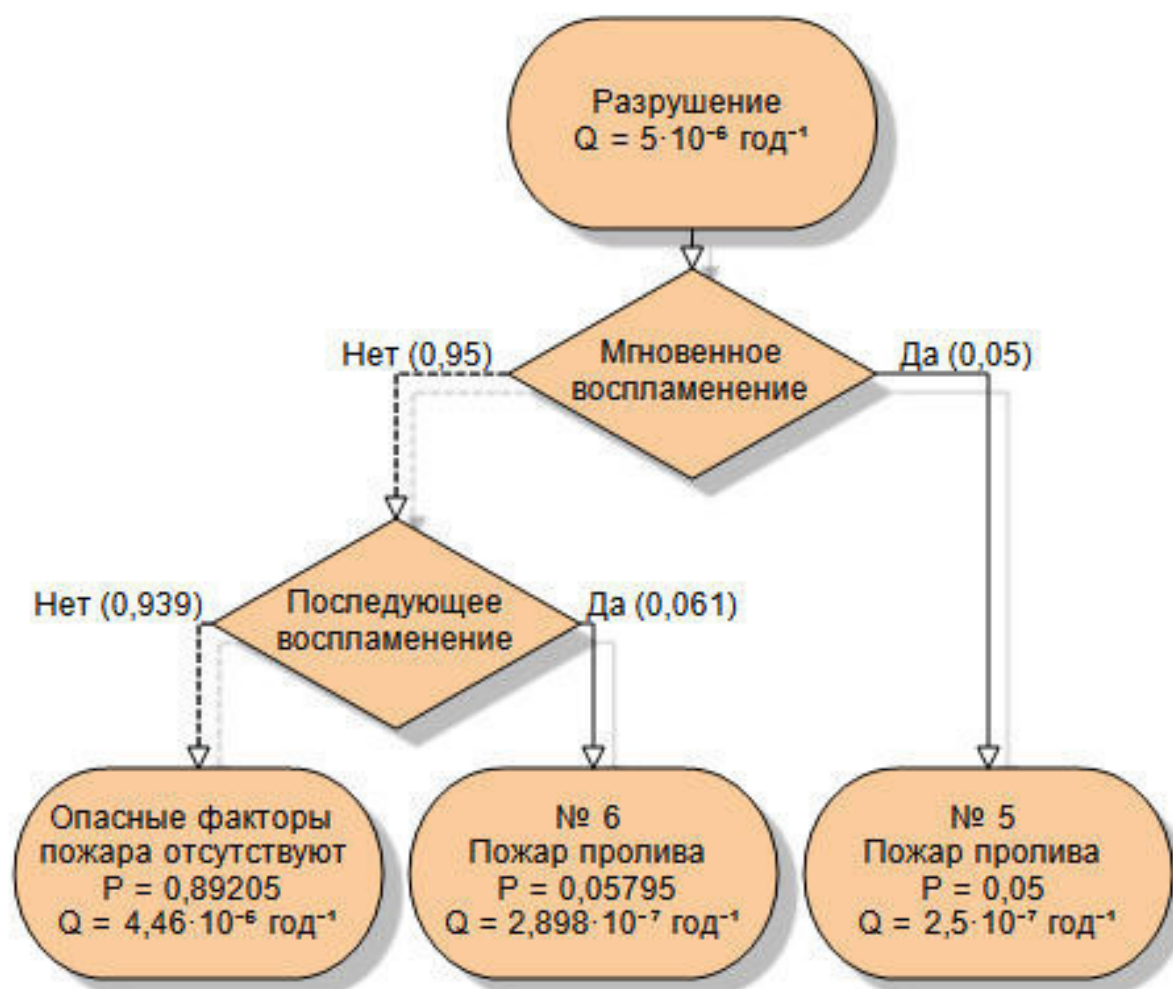 Разрушение
Q = 5·10⁻⁶ год⁻¹
Нет (0,95)
Мгновенное
воспламенение
Да (0,05)
Нет (0,939)
Последующее
воспламенение
Да (0,061)
Опасные факторы
пожара отсутствуют
P = 0,89205
Q = 4,46·10⁻⁶ год⁻¹
№ 6
Пожар пролива
P = 0,05795
Q = 2,898·10⁻⁷ год⁻¹
№ 5
Пожар пролива
P = 0,05
Q = 2,5·10⁻⁷ год⁻¹